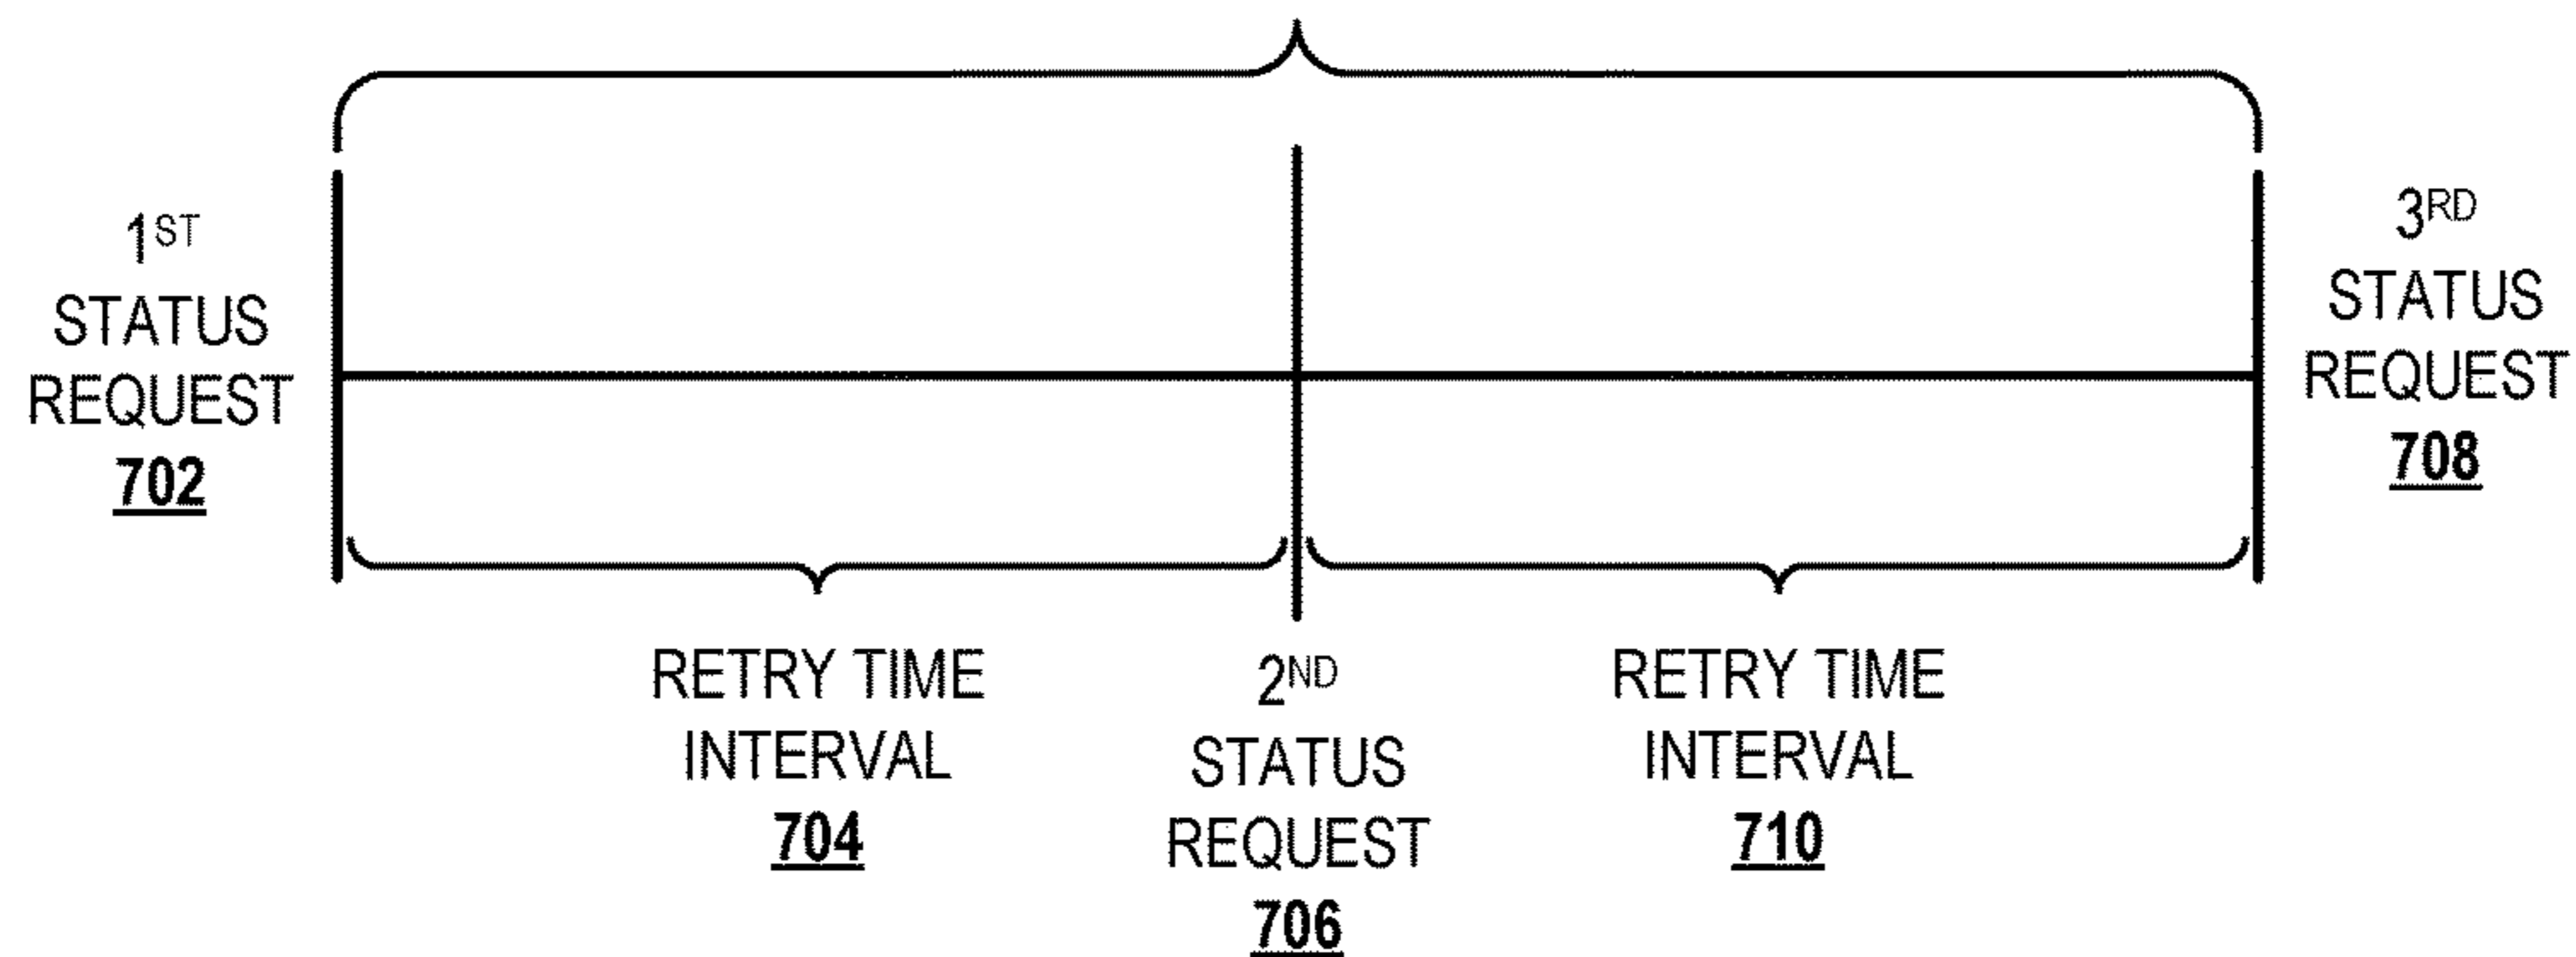 1ST
STATUS
REQUEST
702
3RD
STATUS
REQUEST
708
RETRY TIME
INTERVAL
704
2ND
STATUS
REQUEST
706
RETRY TIME
INTERVAL
710